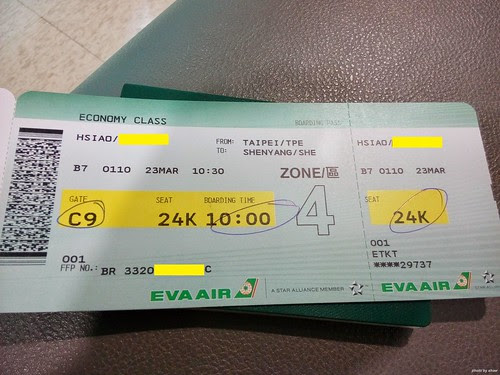 ECONOMY CLASS
BOARDING PASS
HSIAO/
FROM: TAIPEI/TPE
TO: SHENYANG/SHE
B7 0110 23MAR 10:30
ZONE/
4
GATE SEAT BOARDING TIME
C9 24K 10:00
001
FFP NO.: BR 3320 C
EVA AIR
A STAR ALLIANCE MEMBER
HSIAO/
B7 0110 23MAR
SEAT
24K
001
ETKT
****29737
EVA AIR